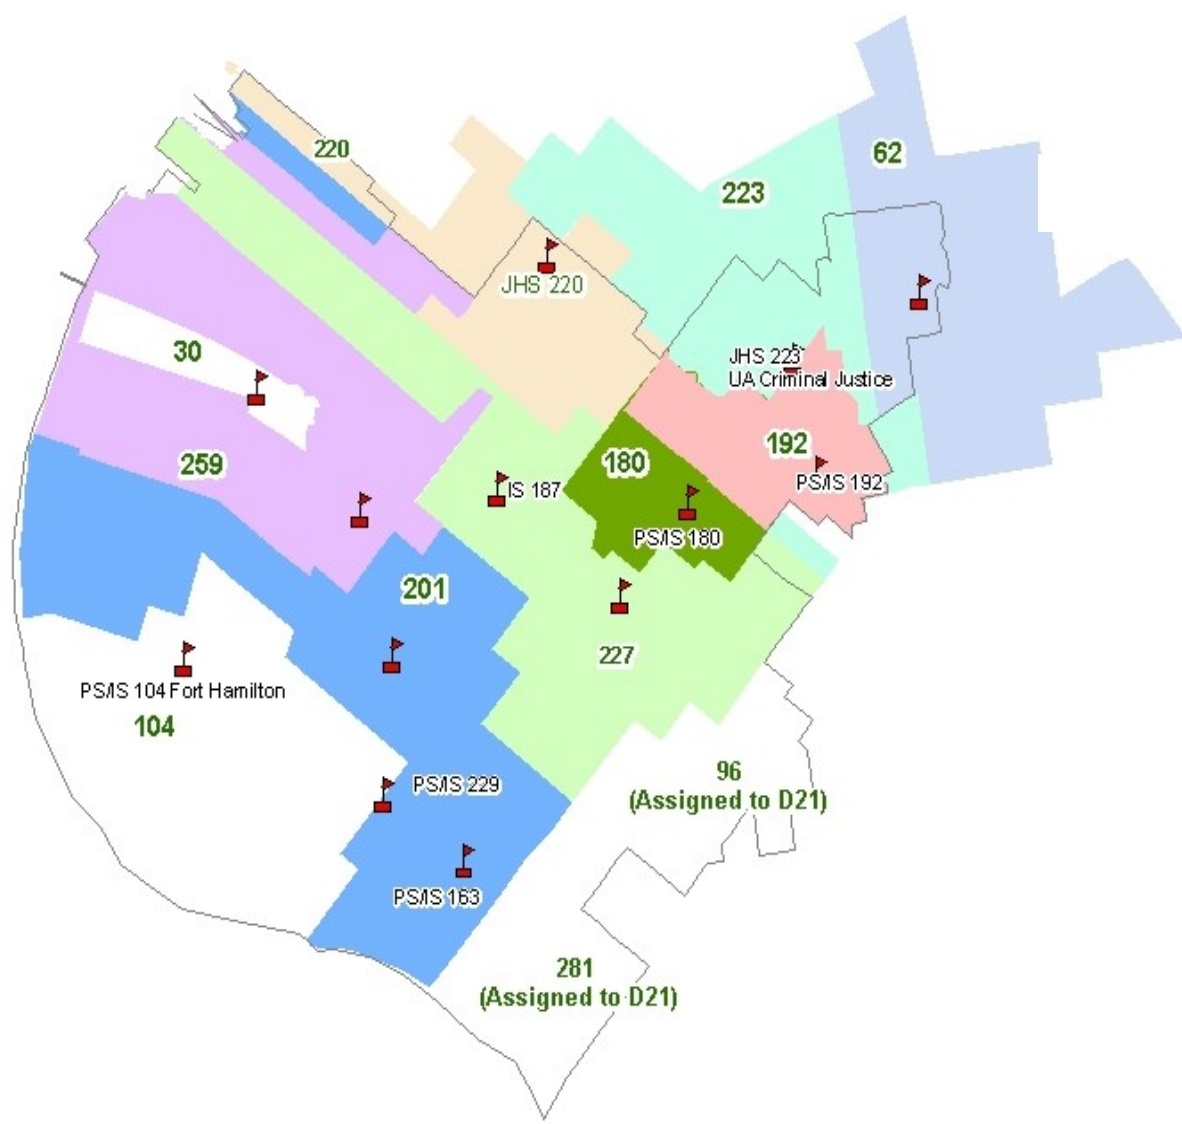 220
62
223
JHS 220
30
JHS 223
UA Criminal Justice
192
259
180
PS/IS 192
IS 187
PS/IS 180
201
227
PS/IS 104 Fort Hamilton
104
96
(Assigned to D21)
PS/IS 229
PS/IS 163
281
(Assigned to D21)